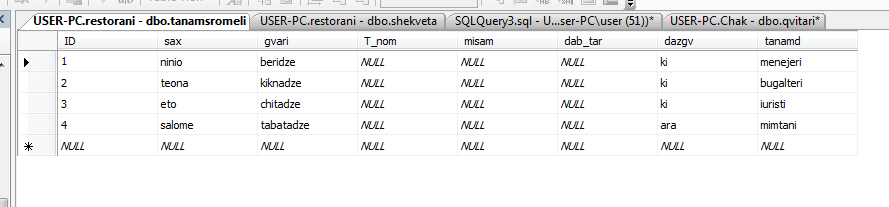 USER-PC.restorani - dbo.tanamsromeli USER-PC.restorani - dbo.shekveta SQLQuery3.sql - U...ser-PC\user (51))* USER-PC.Chak - dbo.qvitari*
ID sax gvari T_nom misam dab_tar dazgv tanamd
1 ninio beridze NULL NULL NULL ki menejeri
2 teona kiknadze NULL NULL NULL ki bugalteri
3 eto chitadze NULL NULL NULL ki iuristi
4 salome tabatadze NULL NULL NULL ara mimtani
NULL NULL NULL NULL NULL NULL NULL NULL